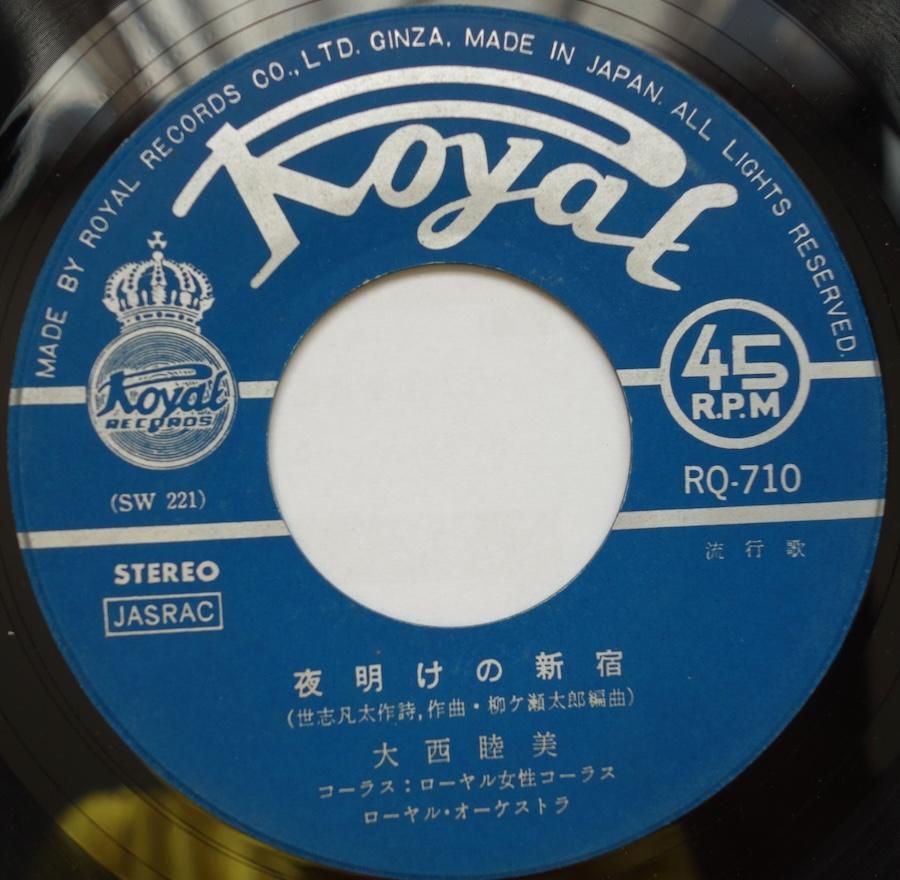 MADE BY ROYAL RECORDS CO., LTD. GINZA, MADE IN JAPAN. ALL LIGHTS RESERVED.
Royal
Royal
RECORDS
45
R.P.M
RQ-710
(SW 221)
流行歌
STEREO
JASRAC
夜明けの新宿
(世志凡太作詩,作曲・柳ケ瀬太郎編曲)
大西睦美
コーラス:ローヤル女性コーラス
ローヤル・オーケストラ